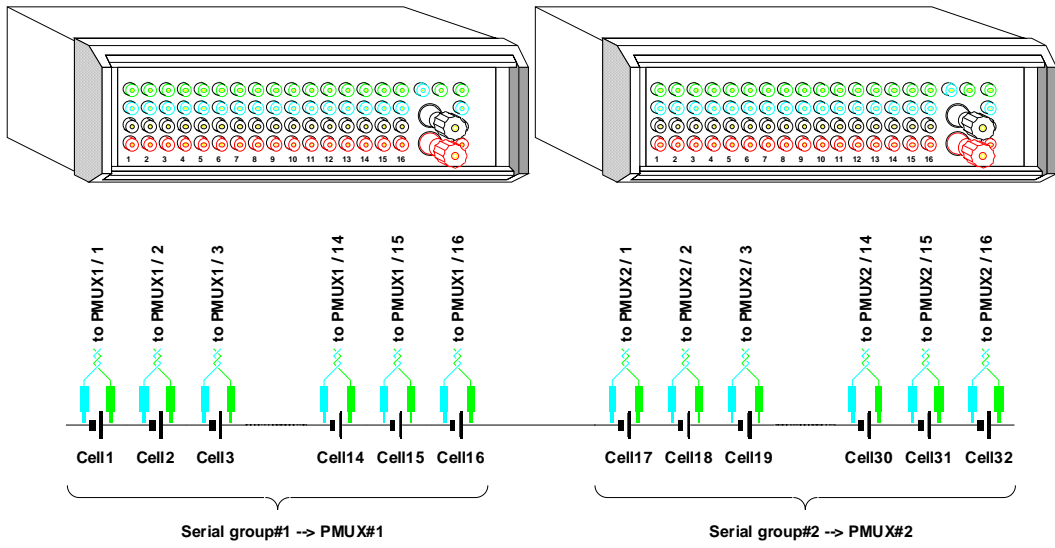 1 2 3 4 5 6 7 8 9 10 11 12 13 14 15 16
1 2 3 4 5 6 7 8 9 10 11 12 13 14 15 16
to PMUX1 / 1
to PMUX1 / 2
to PMUX1 / 3
to PMUX1 / 14
to PMUX1 / 15
to PMUX1 / 16
to PMUX2 / 1
to PMUX2 / 2
to PMUX2 / 3
to PMUX2 / 14
to PMUX2 / 15
to PMUX2 / 16
Cell1 Cell2 Cell3 Cell14 Cell15 Cell16 Cell17 Cell18 Cell19 Cell30 Cell31 Cell32
Serial group#1 --> PMUX#1
Serial group#2 --> PMUX#2